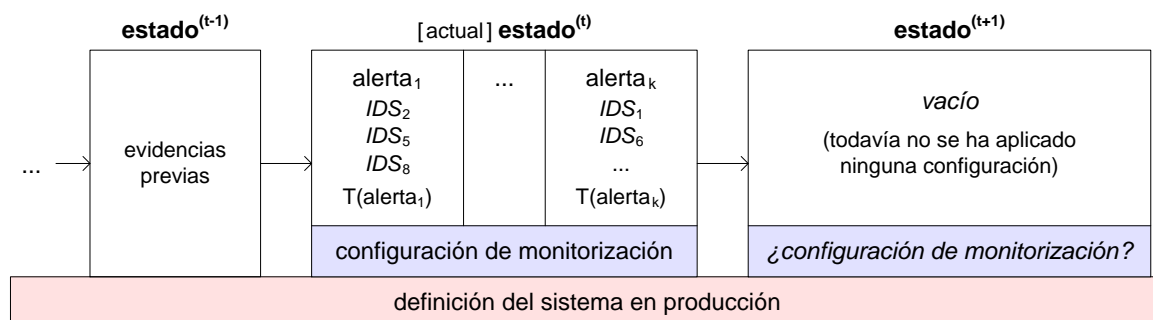 estado(t-1)
[actual] estado(t)
estado(t+1)
...
evidencias
previas
alerta1
IDS2
IDS5
IDS8
T(alerta1)
...
alertak
IDS1
IDS6
...
T(alertak)
vacío
(todavía no se ha aplicado
ninguna configuración)
configuración de monitorización
¿configuración de monitorización?
definición del sistema en producción